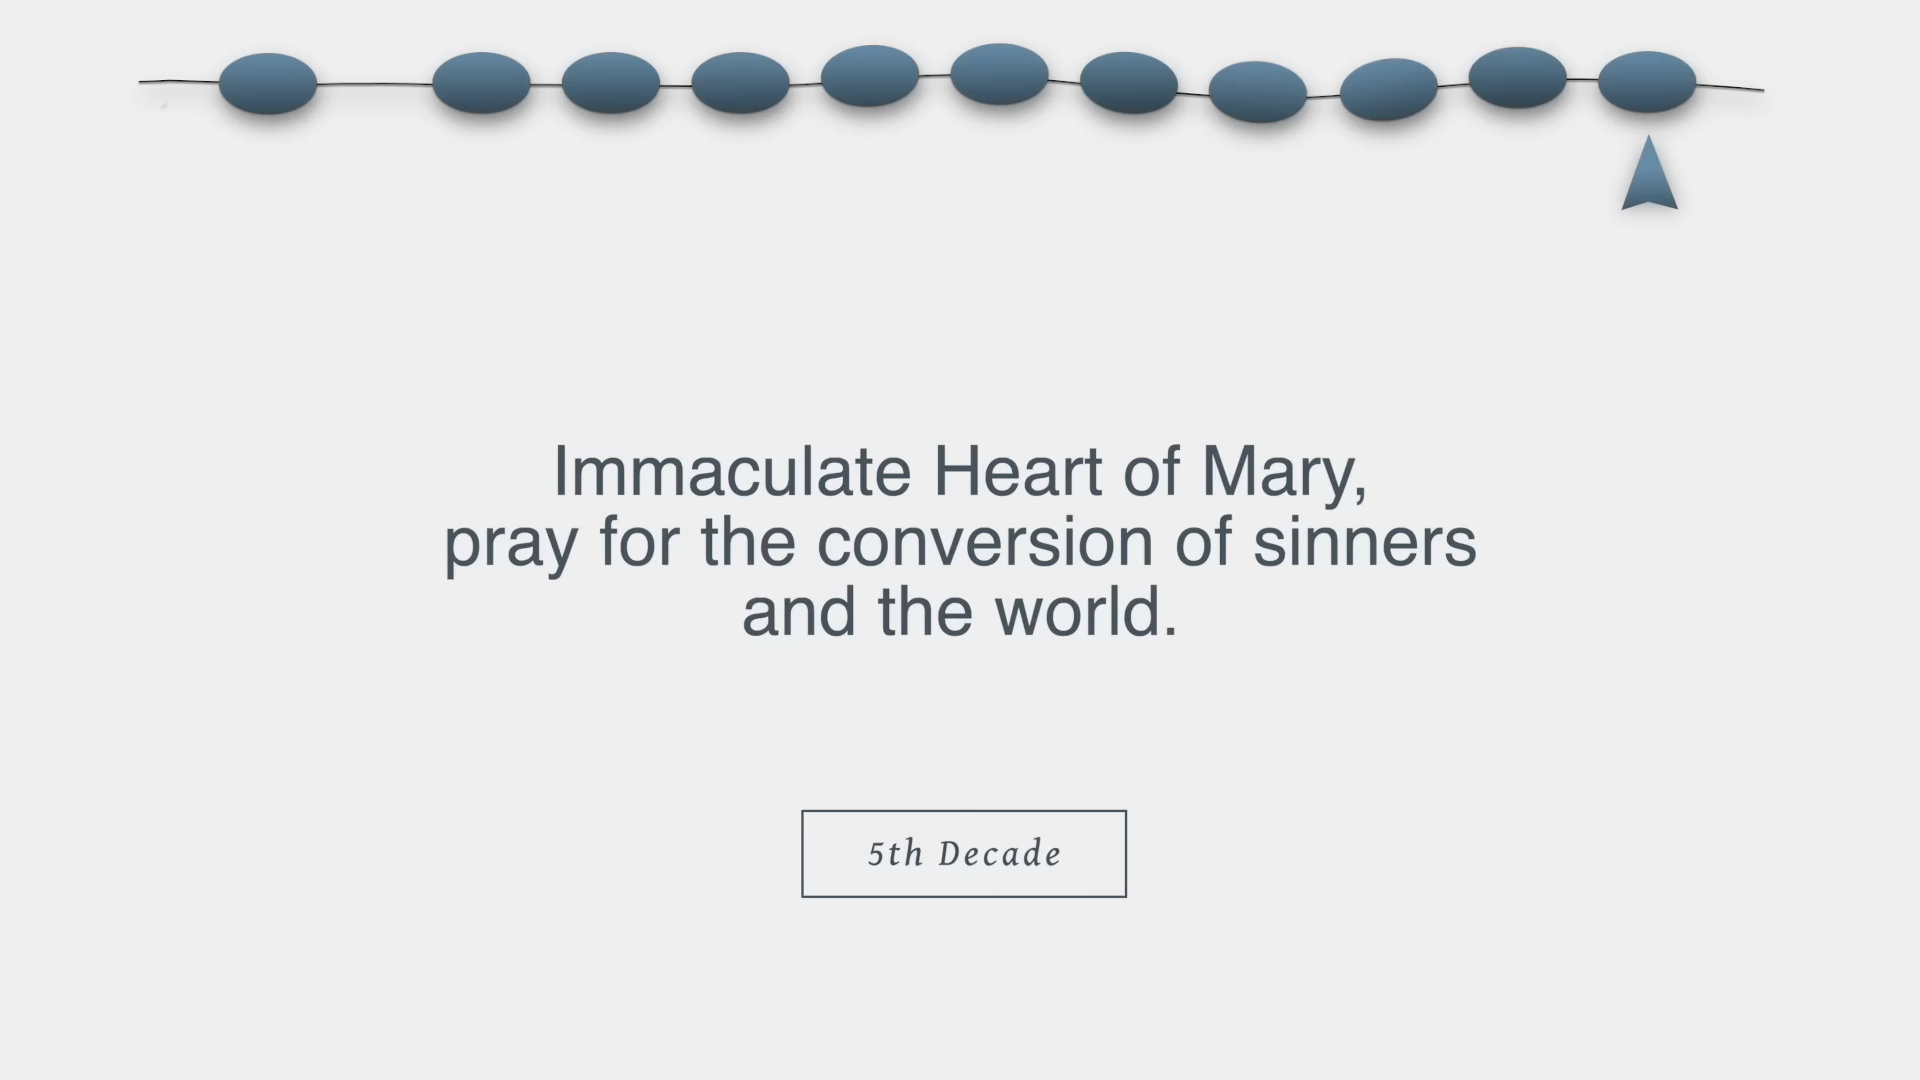 Immaculate Heart of Mary,
pray for the conversion of sinners
and the world.
5th Decade